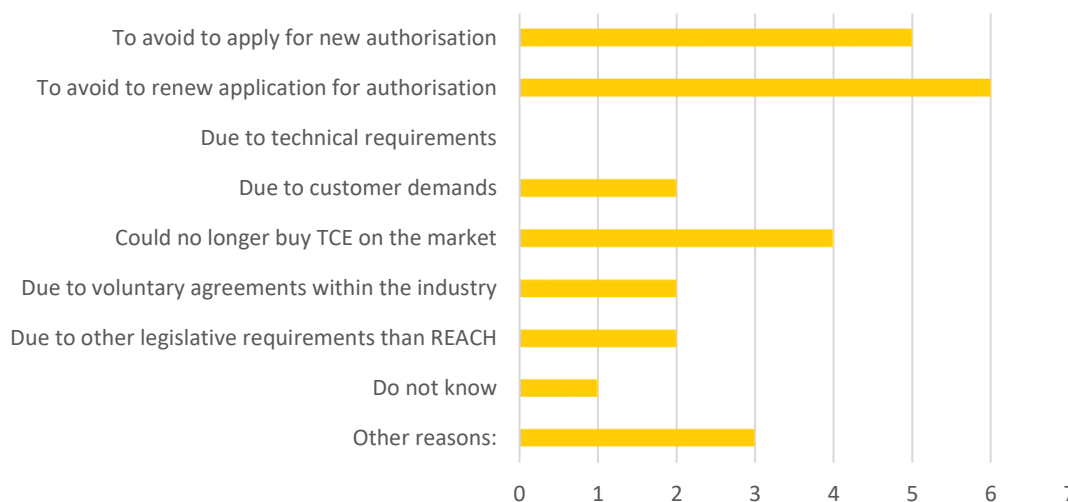 To avoid to apply for new authorisation
To avoid to renew application for authorisation
Due to technical requirements
Due to customer demands
Could no longer buy TCE on the market
Due to voluntary agreements within the industry
Due to other legislative requirements than REACH
Do not know
Other reasons:
0 1 2 3 4 5 6 7